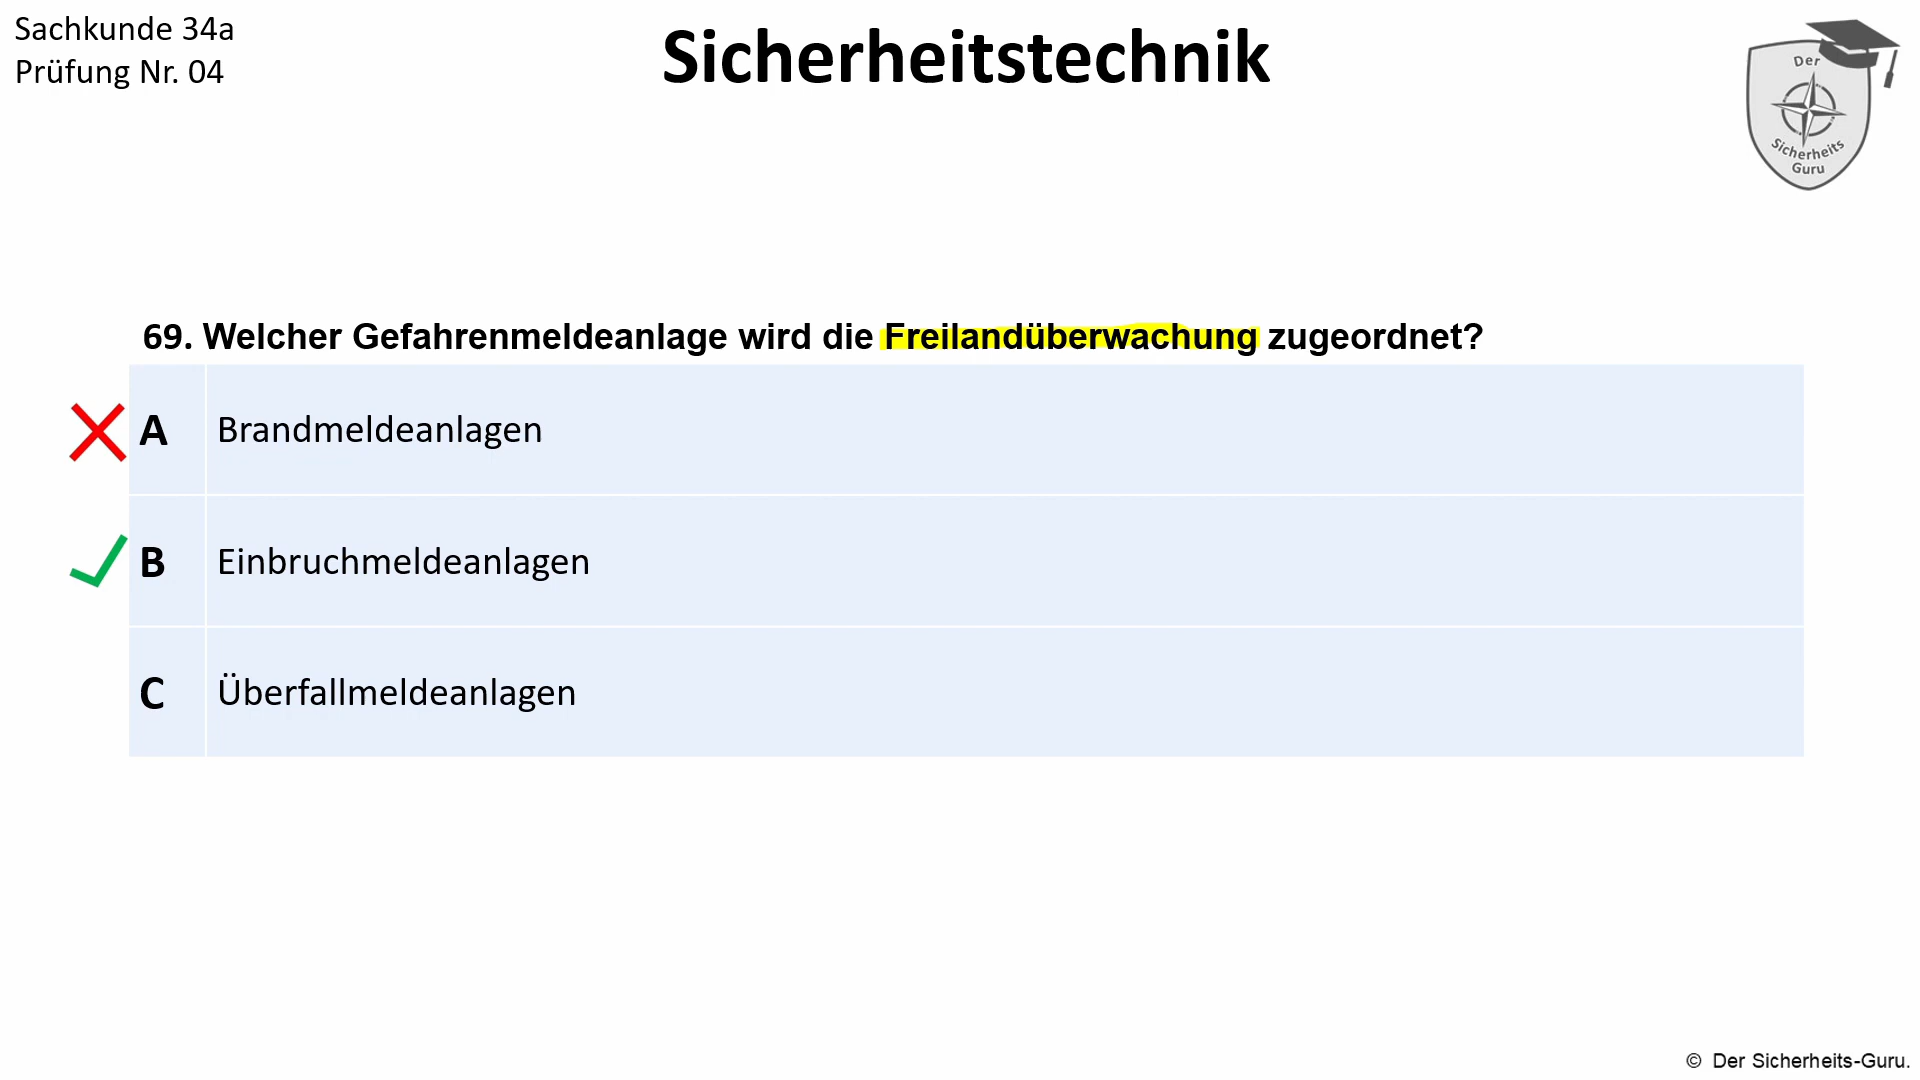 Sachkunde 34a
Prüfung Nr. 04
Sicherheitstechnik
Der
Sicherheits
Guru
69. Welcher Gefahrenmeldeanlage wird die Freilandüberwachung zugeordnet?
A Brandmeldeanlagen
B Einbruchmeldeanlagen
C Überfallmeldeanlagen
© Der Sicherheits-Guru.